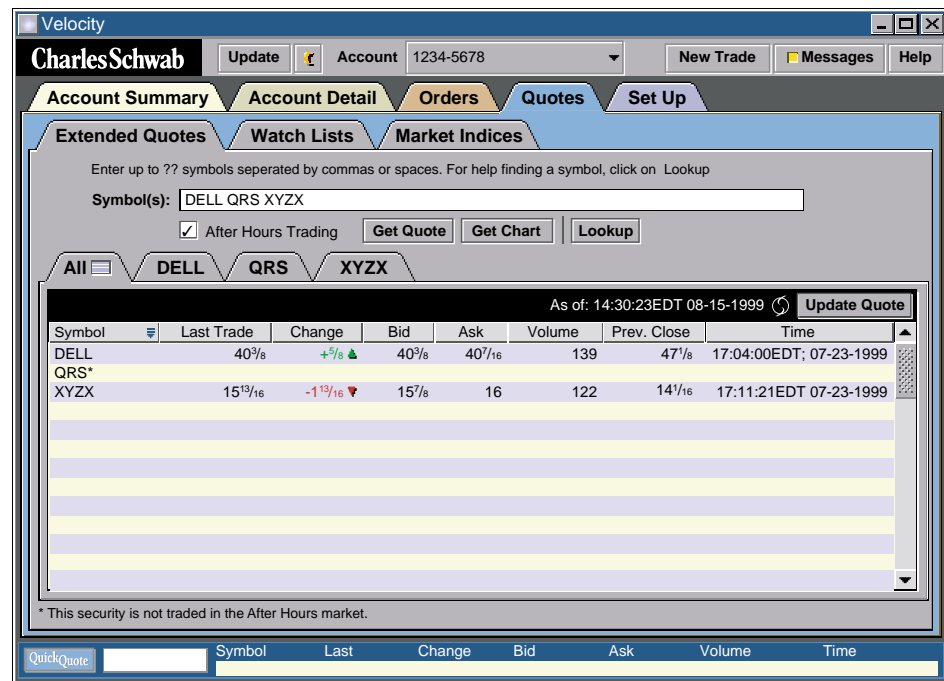 Velocity
Charles Schwab Update Account 1234-5678 New Trade Messages Help
Account Summary Account Detail Orders Quotes Set Up
Extended Quotes Watch Lists Market Indices
Enter up to ?? symbols seperated by commas or spaces. For help finding a symbol, click on Lookup
Symbol(s): DELL QRS XYZX
After Hours Trading Get Quote Get Chart Lookup
All DELL QRS XYZX
As of: 14:30:23EDT 08-15-1999 Update Quote
Symbol Last Trade Change Bid Ask Volume Prev. Close Time
DELL 40 3/8 +5/8 40 3/8 40 7/16 139 47 1/8 17:04:00EDT; 07-23-1999
QRS*
XYZX 15 13/16 -1 13/16 15 7/8 16 122 14 1/16 17:11:21EDT 07-23-1999
* This security is not traded in the After Hours market.
QuickQuote Symbol Last Change Bid Ask Volume Time